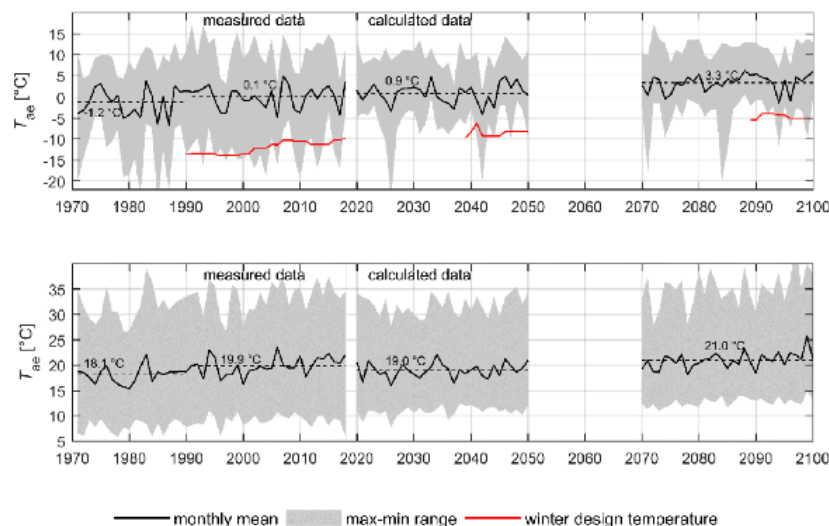 measured data calculated data
15
10
5
0
-5
-10
-15
-20
Tae [°C]
-1.2 °C 0.1 °C 0.9 °C 3.3 °C
1970 1980 1990 2000 2010 2020 2030 2040 2050 2060 2070 2080 2090 2100
measured data calculated data
35
30
25
20
15
10
5
Tae [°C]
18.1 °C 19.9 °C 19.0 °C 21.0 °C
1970 1980 1990 2000 2010 2020 2030 2040 2050 2060 2070 2080 2090 2100
monthly mean max-min range winter design temperature